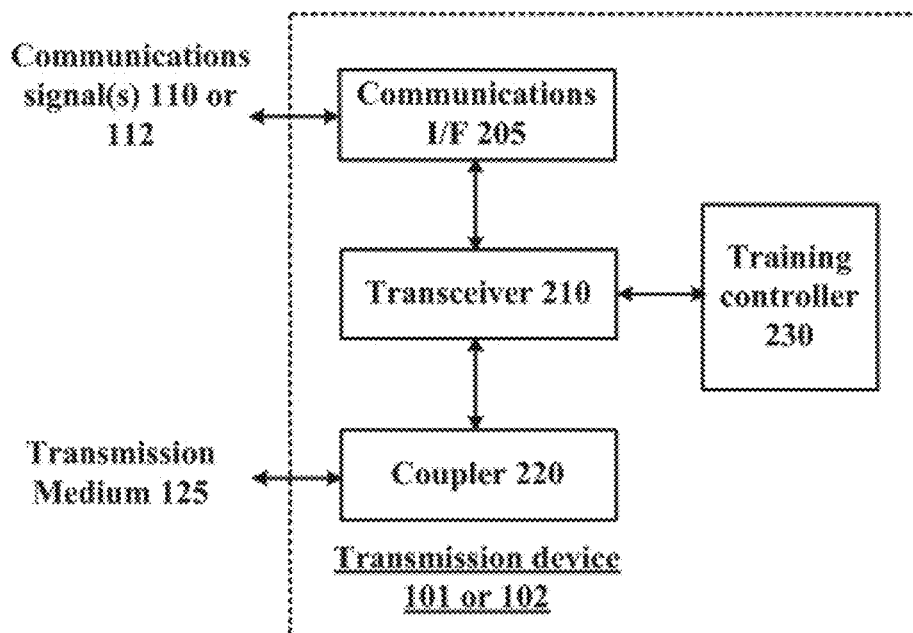 Communications
signal(s) 110 or
112
Communications
I/F 205
Transceiver 210
Training
controller
230
Transmission
Medium 125
Coupler 220
Transmission device
101 or 102